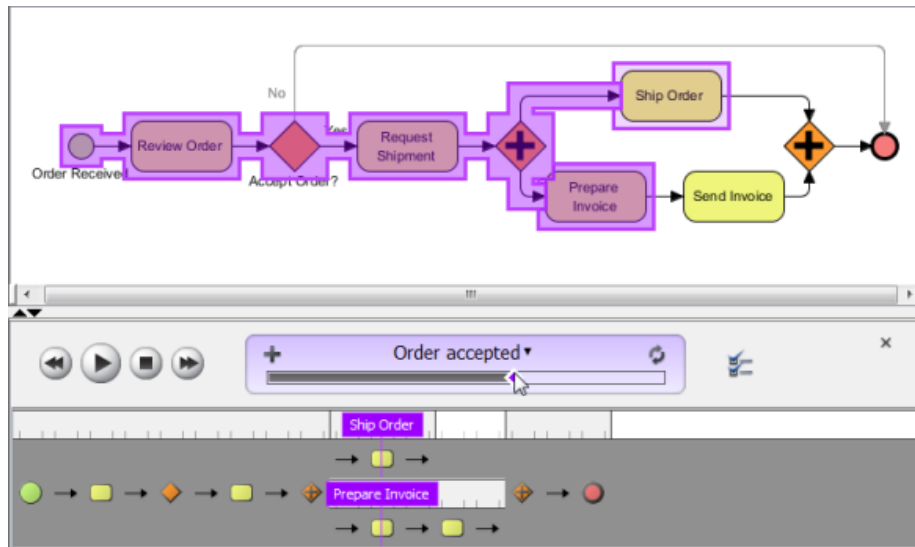 No
Ship Order
Yes
Review Order
Request
Shipment
Order Received
Accept Order?
Prepare
Invoice
Send Invoice
Order accepted
Ship Order
Prepare Invoice